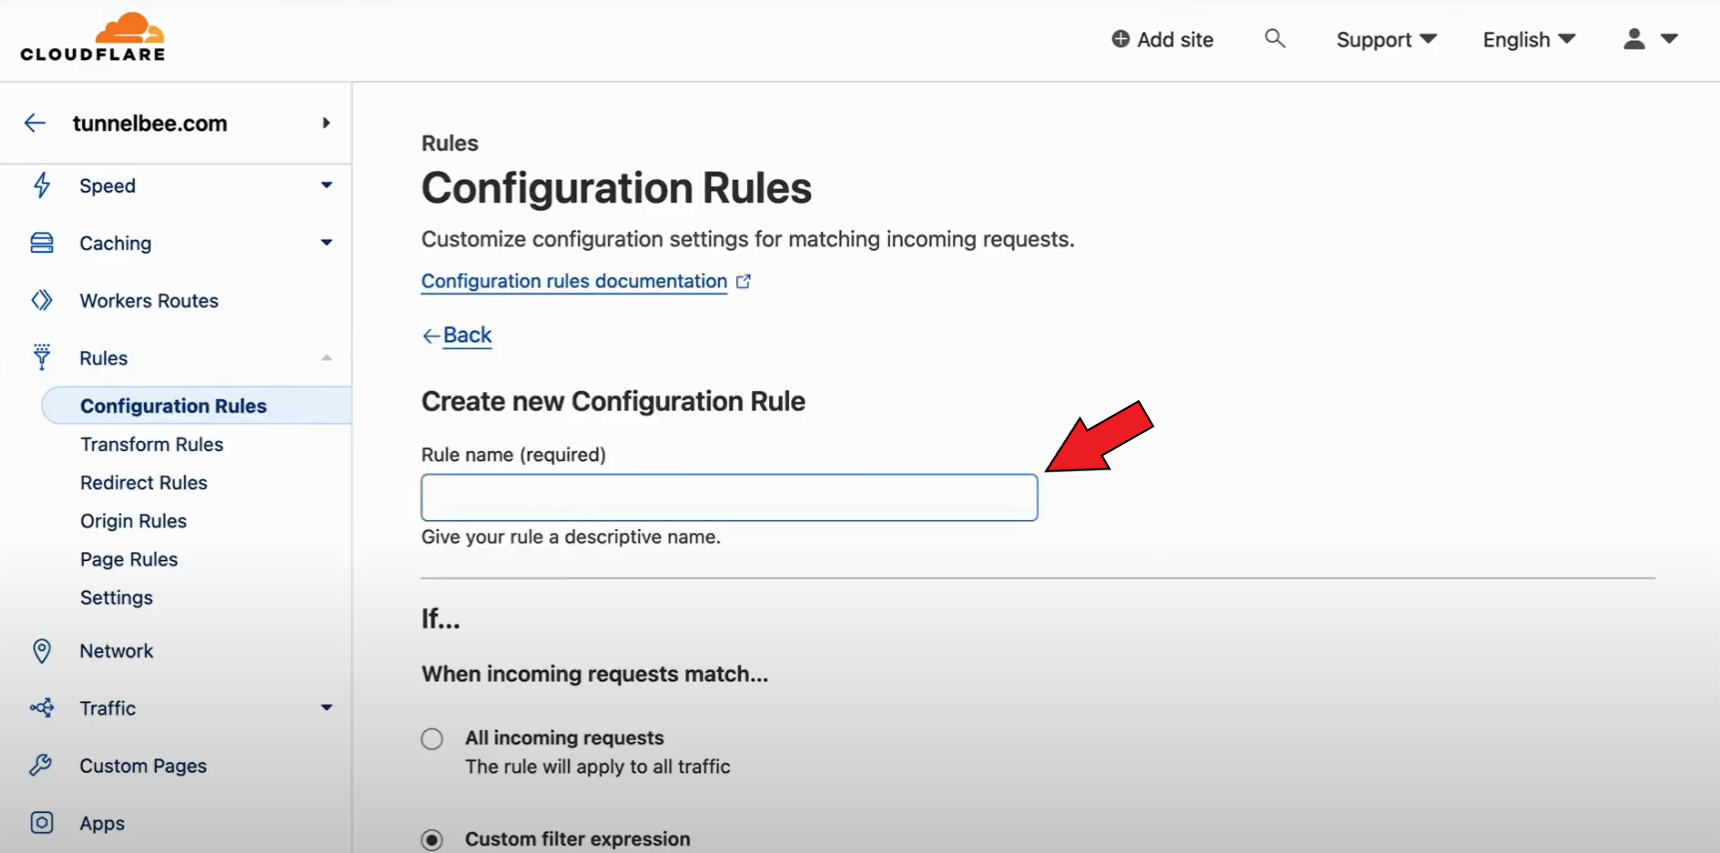 CLOUDFLARE
Add site
Support
English
tunnelbee.com
Speed
Caching
Workers Routes
Rules
Configuration Rules
Transform Rules
Redirect Rules
Origin Rules
Page Rules
Settings
Network
Traffic
Custom Pages
Apps
Rules
Configuration Rules
Customize configuration settings for matching incoming requests.
Configuration rules documentation
Back
Create new Configuration Rule
Rule name (required)
Give your rule a descriptive name.
If...
When incoming requests match...
All incoming requests
The rule will apply to all traffic
Custom filter expression